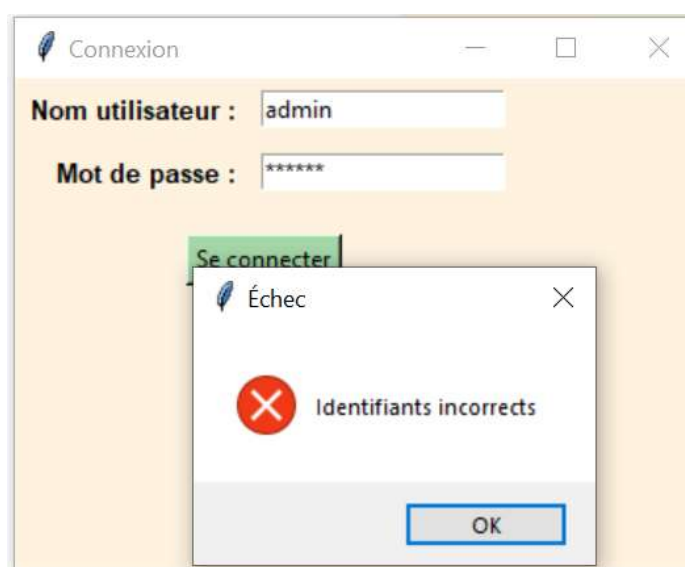 Connexion
Nom utilisateur : admin
Mot de passe : ******
Se connecter
Échec
Identifiants incorrects
OK